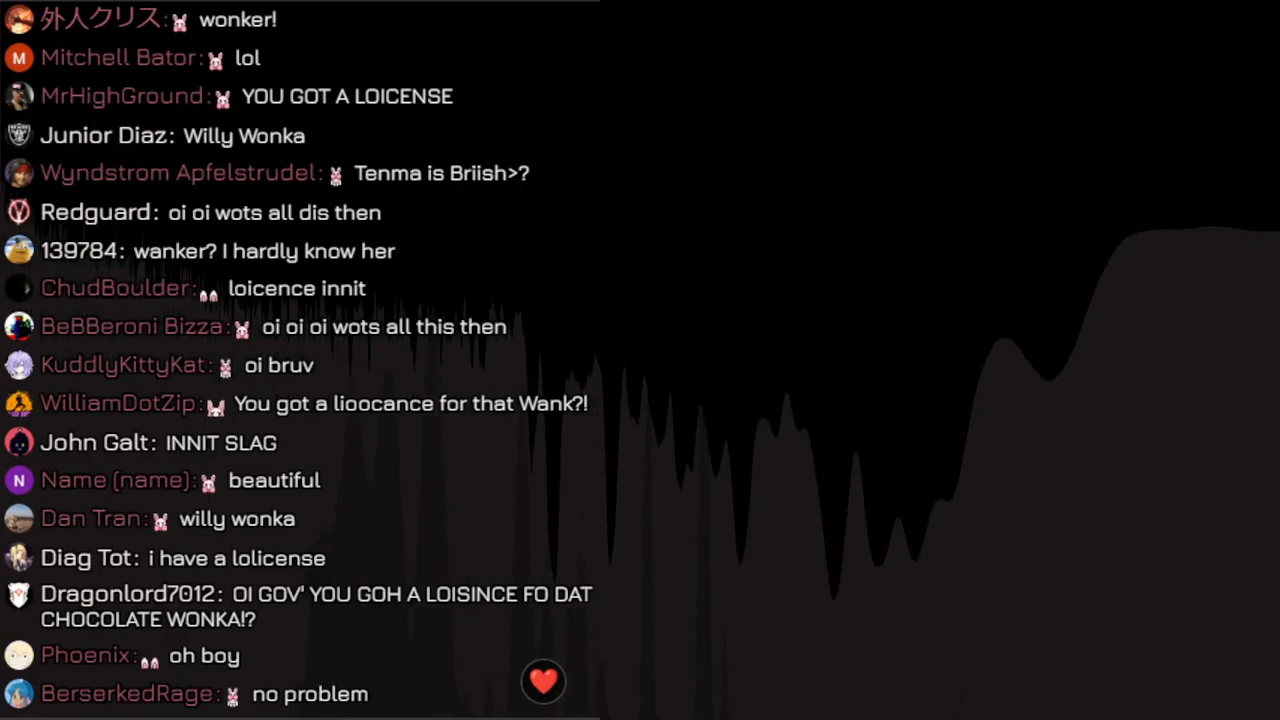 外人クリス: wonker!
M Mitchell Bator: lol
MrHighGround: YOU GOT A LOICENSE
Junior Diaz: Willy Wonka
Wyndstrom Apfelstrudel: Tenma is Briish>?
Redguard: oi oi wots all dis then
139784: wanker? I hardly know her
ChudBoulder: loicence innit
BeBBeroni Bizza: oi oi oi wots all this then
KuddlyKittyKat: oi bruv
WilliamDotZip: You got a lioocance for that Wank?!
John Galt: INNIT SLAG
N Name (name): beautiful
Dan Tran: willy wonka
Diag Tot: i have a lolicense
Dragonlord7012: OI GOV' YOU GOH A LOISINCE FO DAT
CHOCOLATE WONKA!?
Phoenix: oh boy
BerserkedRage: no problem